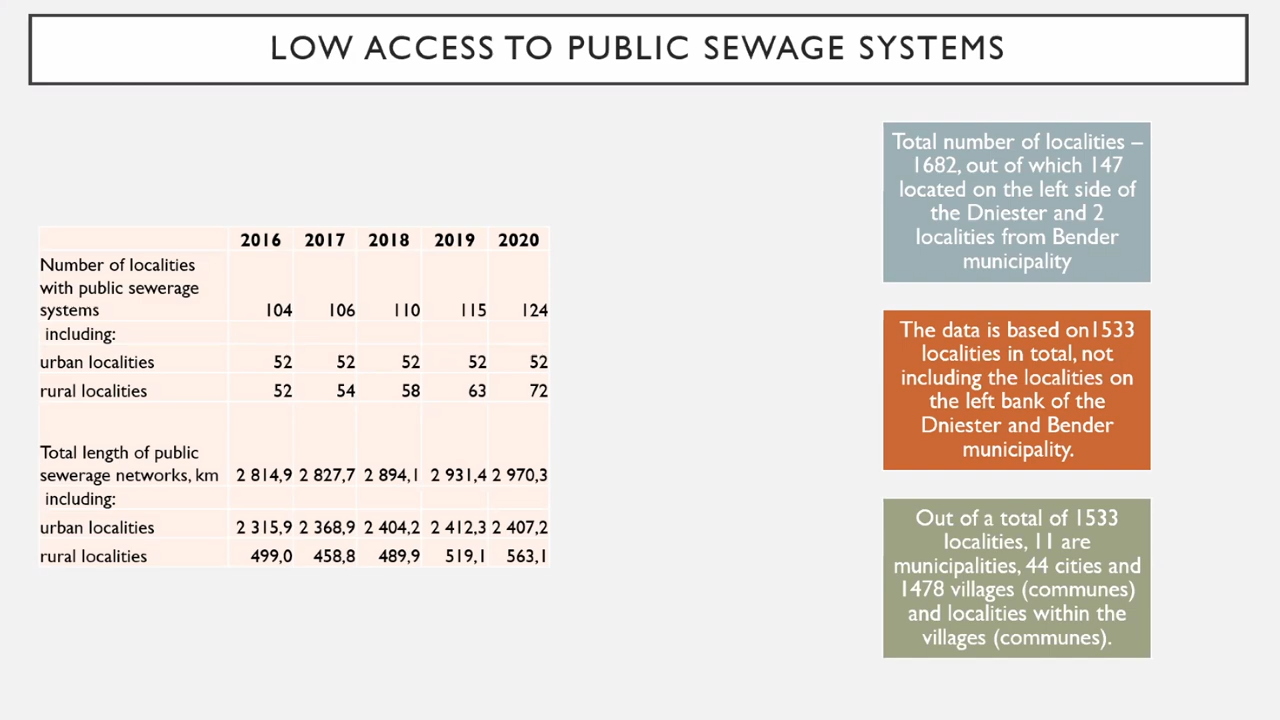 LOW ACCESS TO PUBLIC SEWAGE SYSTEMS
2016 2017 2018 2019 2020
Number of localities
with public sewerage
systems 104 106 110 115 124
including:
urban localities 52 52 52 52 52
rural localities 52 54 58 63 72
Total length of public
sewerage networks, km 2 814,9 2 827,7 2 894,1 2 931,4 2 970,3
including:
urban localities 2 315,9 2 368,9 2 404,2 2 412,3 2 407,2
rural localities 499,0 458,8 489,9 519,1 563,1
Total number of localities –
1682, out of which 147
located on the left side of
the Dniester and 2
localities from Bender
municipality
The data is based on1533
localities in total, not
including the localities on
the left bank of the
Dniester and Bender
municipality.
Out of a total of 1533
localities, 11 are
municipalities, 44 cities and
1478 villages (communes)
and localities within the
villages (communes).